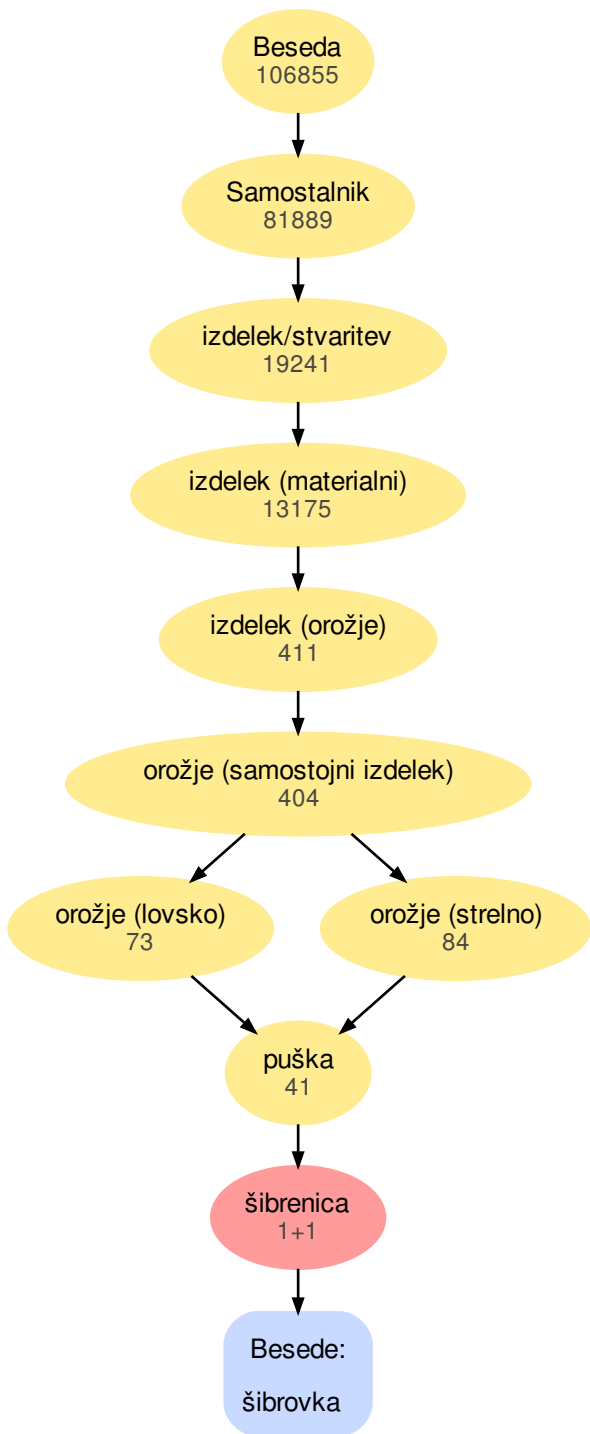 Beseda
106855
Samostalnik
81889
izdelek/stvaritev
19241
izdelek (materialni)
13175
izdelek (orožje)
411
orožje (samostojni izdelek)
404
orožje (lovsko)
73
orožje (strelno)
84
puška
41
šibrenica
1+1
Besede:
šibrovka